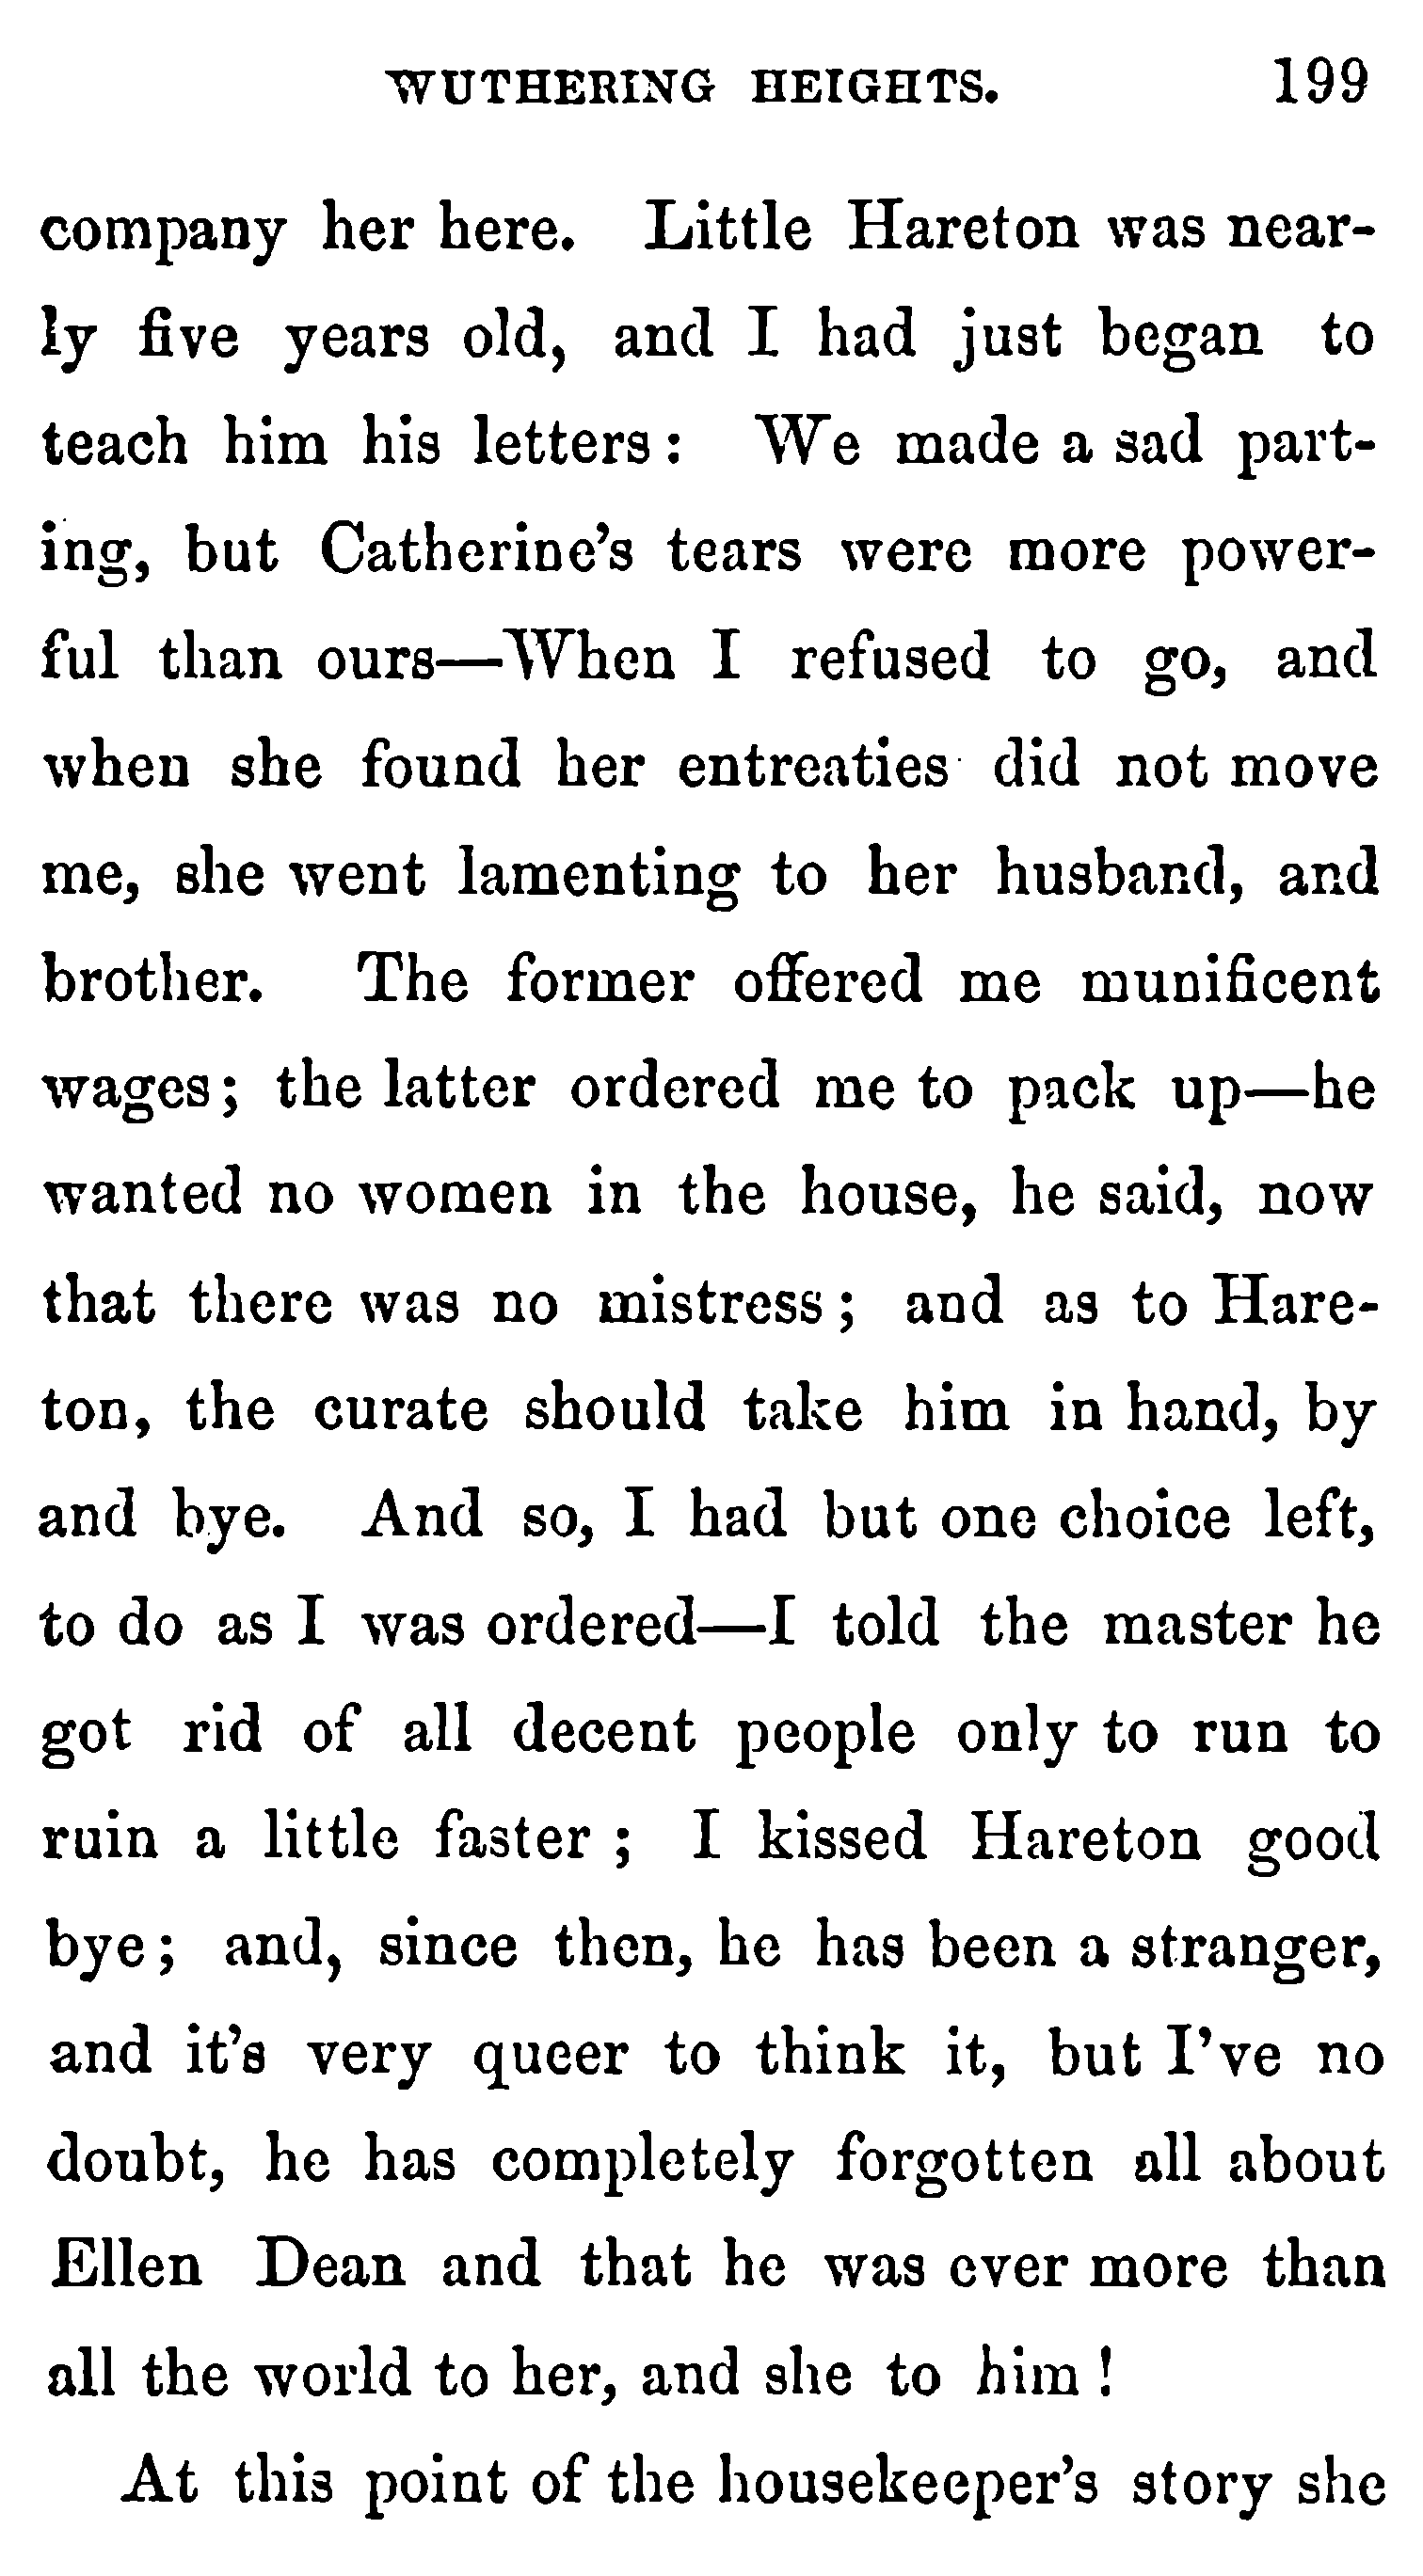 WUTHERING HEIGHTS. 199
company her here. Little Hareton was near-
ly five years old, and I had just began to
teach him his letters: We made a sad part-
ing, but Catherine's tears were more power-
ful than ours—When I refused to go, and
when she found her entreaties did not move
me, she went lamenting to her husband, and
brother. The former offered me munificent
wages; the latter ordered me to pack up—he
wanted no women in the house, he said, now
that there was no mistress; and as to Hare-
ton, the curate should take him in hand, by
and bye. And so, I had but one choice left,
to do as I was ordered—I told the master he
got rid of all decent people only to run to
ruin a little faster; I kissed Hareton good
bye; and, since then, he has been a stranger,
and it's very queer to think it, but I've no
doubt, he has completely forgotten all about
Ellen Dean and that he was ever more than
all the world to her, and she to him!
At this point of the housekeeper's story she